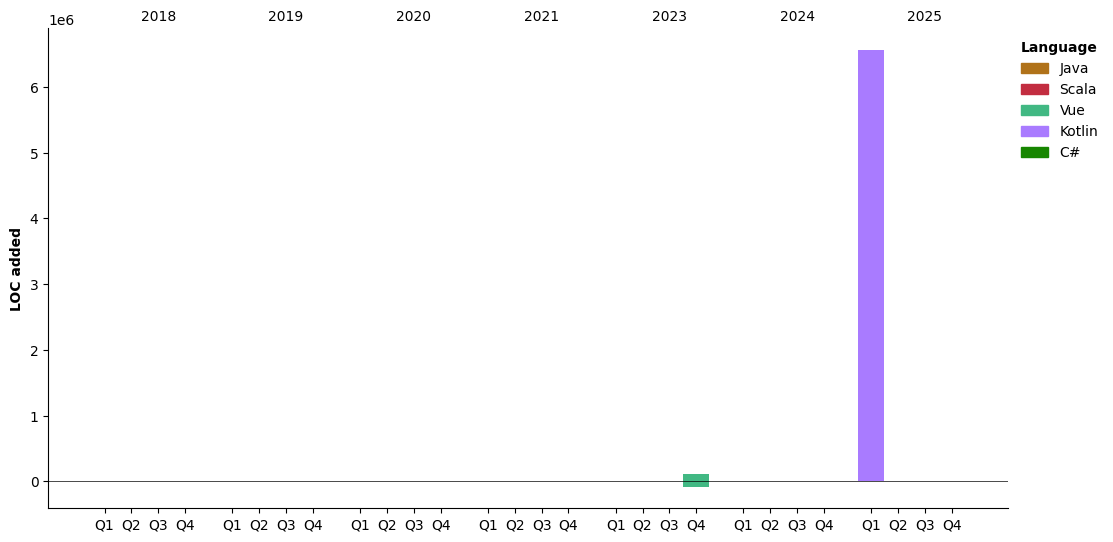 1e6
2018 2019 2020 2021 2023 2024 2025
Language
Java
Scala
Vue
Kotlin
C#
LOC added
6
5
4
3
2
1
0
Q1 Q2 Q3 Q4 Q1 Q2 Q3 Q4 Q1 Q2 Q3 Q4 Q1 Q2 Q3 Q4 Q1 Q2 Q3 Q4 Q1 Q2 Q3 Q4 Q1 Q2 Q3 Q4